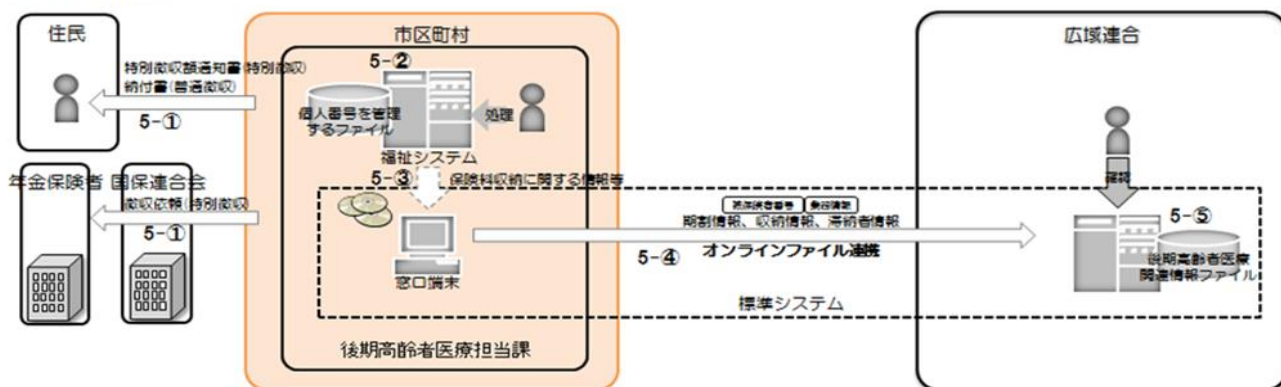 住民
特別徴収額通知書(特別徴収)
納付書(普通徴収)
5-①
年金保険者
国保連合会
徴収依頼(特別徴収)
5-①
市区町村
5-②
個人番号を管理
するファイル
処理
福祉システム
5-③
保険料収納に関する情報等
窓口端末
後期高齢者医療担当課
被保険者番号
期割情報、収納情報、滞納者情報
5-④
オンラインファイル連携
標準システム
広域連合
確認
5-⑤
後期高齢者医療
関連情報ファイル